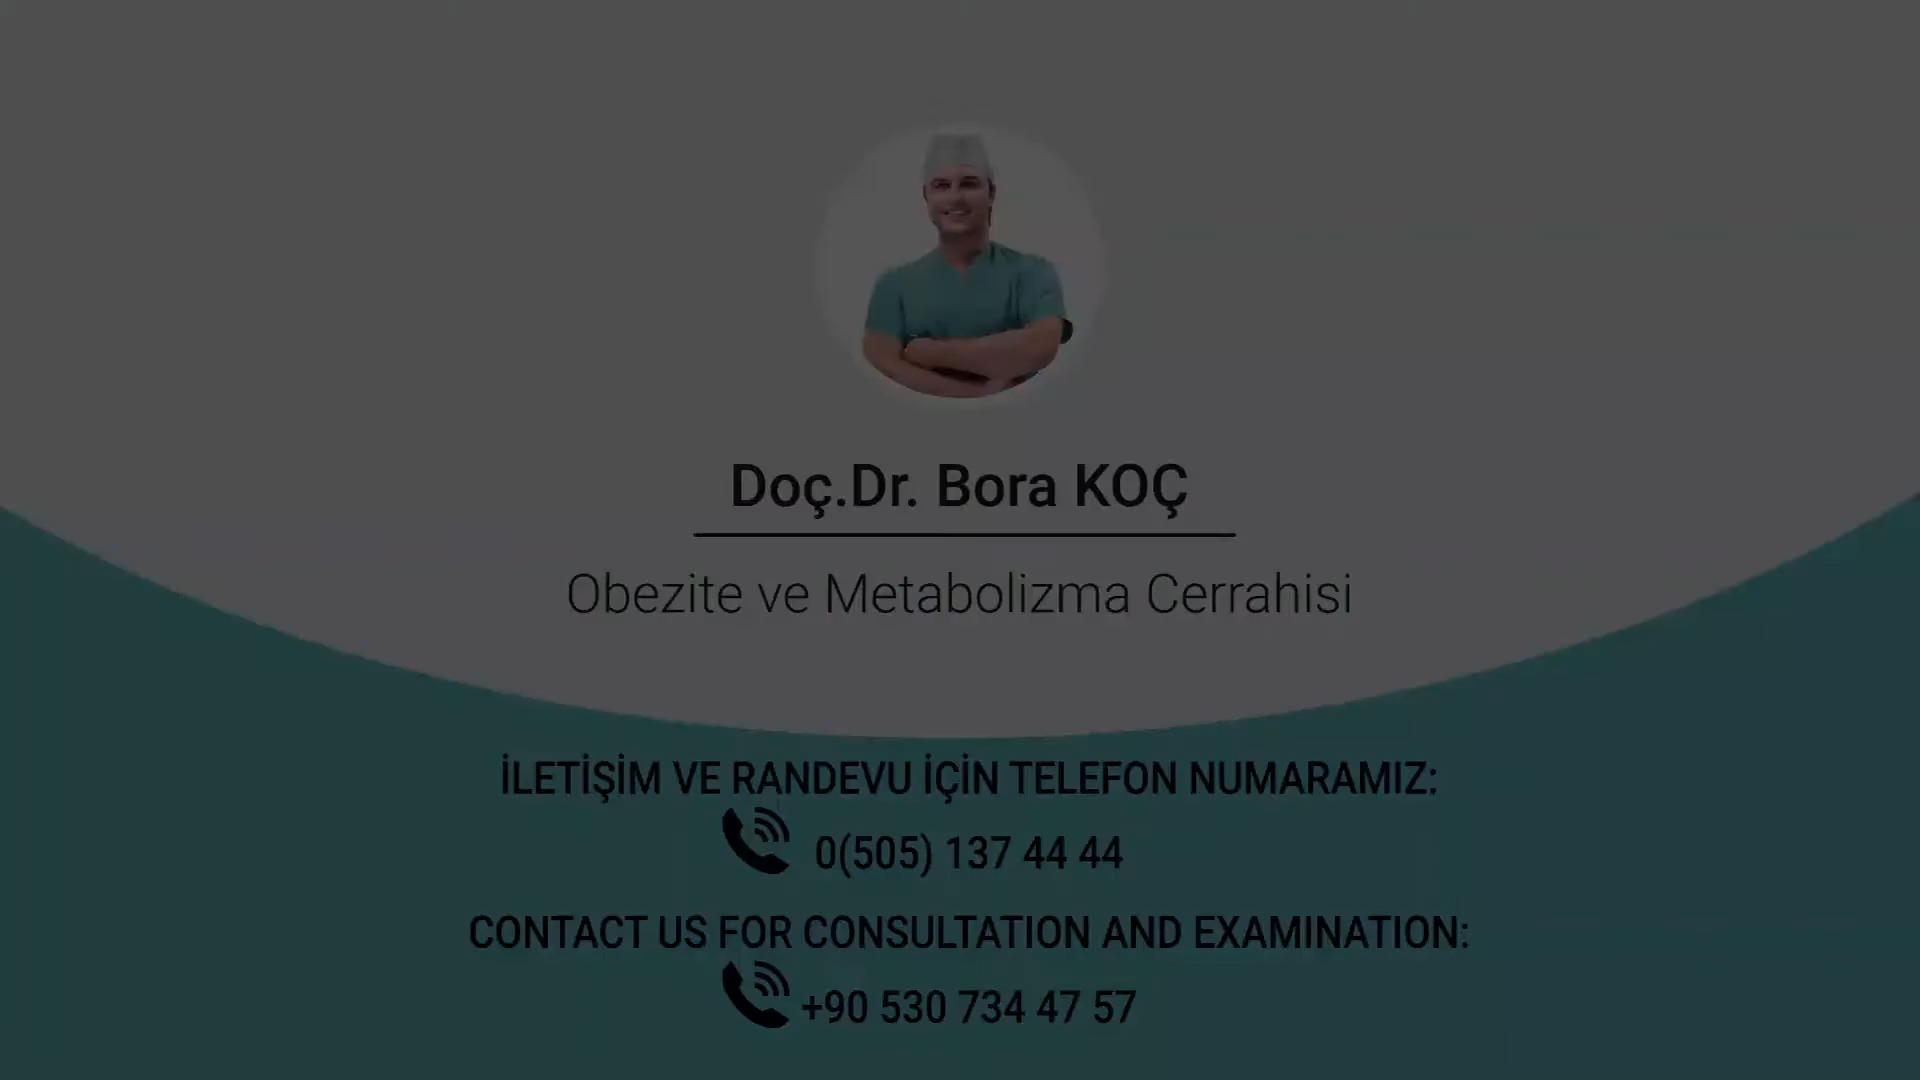 Doç.Dr. Bora KOÇ
Obezite ve Metabolizma Cerrahisi
İLETİŞİM VE RANDEVU İÇİN TELEFON NUMARAMIZ:
0(505) 137 44 44
CONTACT US FOR CONSULTATION AND EXAMINATION:
+90 530 734 47 57